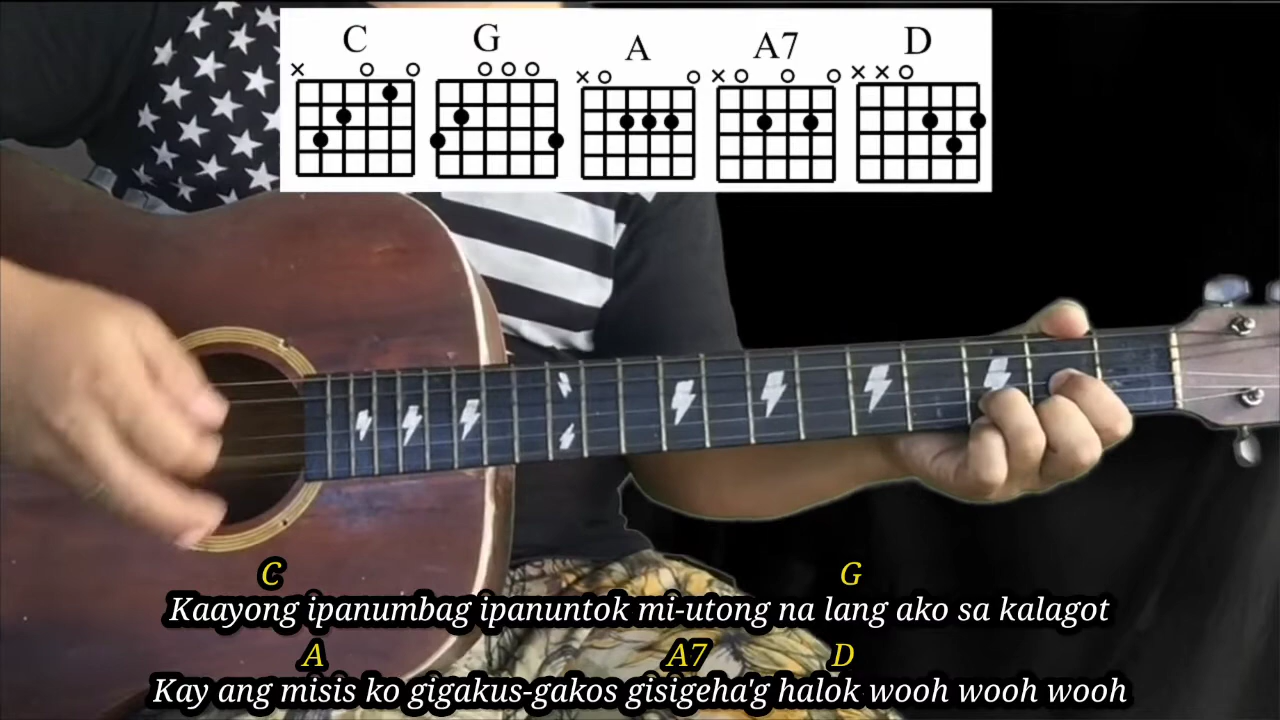 C G A A7 D
C G
Kaayong ipanumbag ipanuntok mi-utong na lang ako sa kalagot
A A7 D
Kay ang misis ko gigakus-gakos gisigeha'g halok wooh wooh wooh